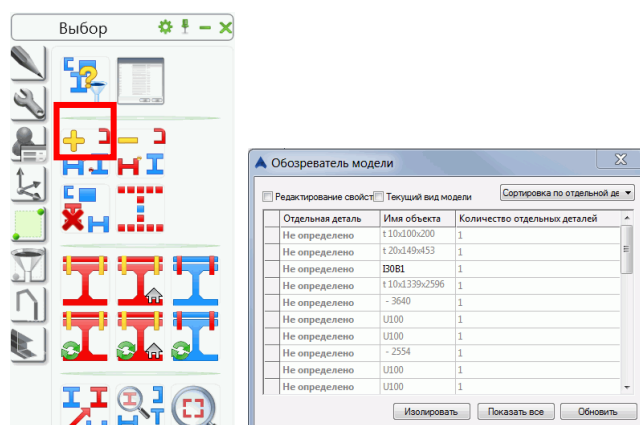 Выбор
Обозреватель модели
Редактирование свойст Текущий вид модели Сортировка по отдельной де
Отдельная деталь Имя объекта Количество отдельных деталей
Не определено t 10x100x200 1
Не определено t 20x149x453 1
Не определено I30B1 1
Не определено t 10x1339x2596 1
Не определено - 3640 1
Не определено U100 1
Не определено U100 1
Не определено - 2554 1
Не определено U100 1
Не определено U100 1
Изолировать Показать все Обновить